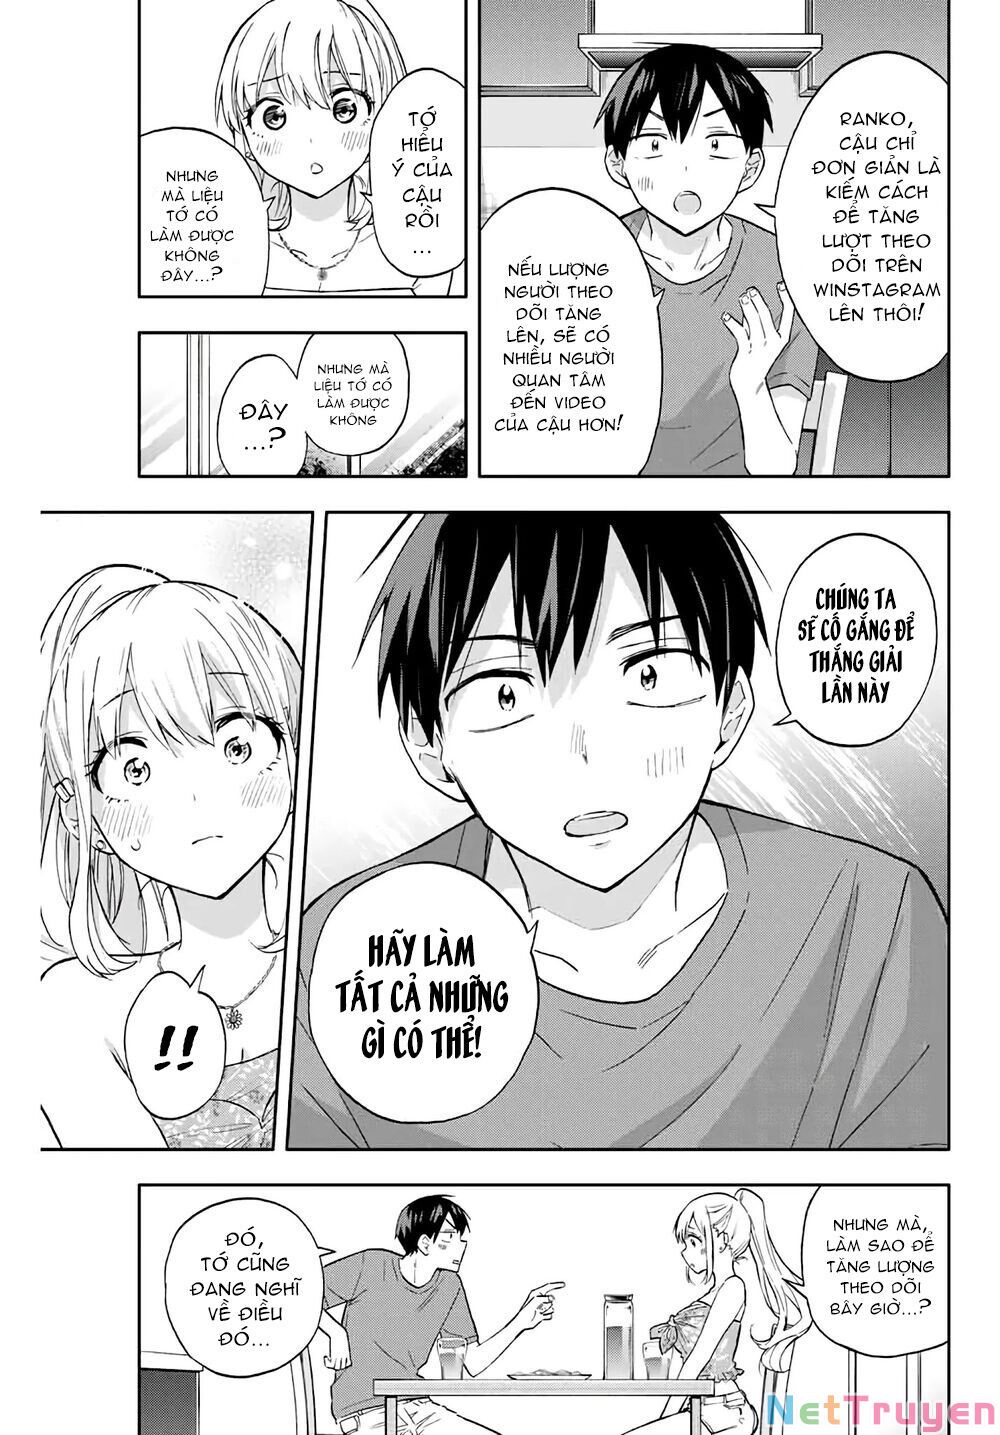 RANKO,
CẬU CHỈ
ĐƠN GIẢN LÀ
KIẾM CÁCH
ĐỂ TĂNG
LƯỢT THEO
DÕI TRÊN
WINSTAGRAM
LÊN THÔI!
NẾU LƯỢNG
NGƯỜI THEO
DÕI TĂNG
LÊN, SẼ CÓ
NHIỀU NGƯỜI
QUAN TÂM
ĐẾN VIDEO
CỦA CẬU HƠN!
TỚ
HIỂU
Ý CỦA
CẬU
RỒI
...
NHƯNG
MÀ LIỆU
TỚ CÓ
LÀM ĐƯỢC
KHÔNG
ĐÂY...?
NHƯNG MÀ
LIỆU TỚ CÓ
LÀM ĐƯỢC
KHÔNG
ĐÂY
...?
CHÚNG TA
SẼ CỐ GẮNG ĐỂ
THẮNG GIẢI
LẦN NÀY
HÃY LÀM
TẤT CẢ NHỮNG
GÌ CÓ THỂ!
!!
NHƯNG MÀ,
LÀM SAO ĐỂ
TĂNG LƯỢNG
THEO DÕI
BÂY GIỜ...?
ĐÓ,
TỚ CŨNG
ĐANG NGHĨ
VỀ ĐIỀU
ĐÓ...
NetTruyen